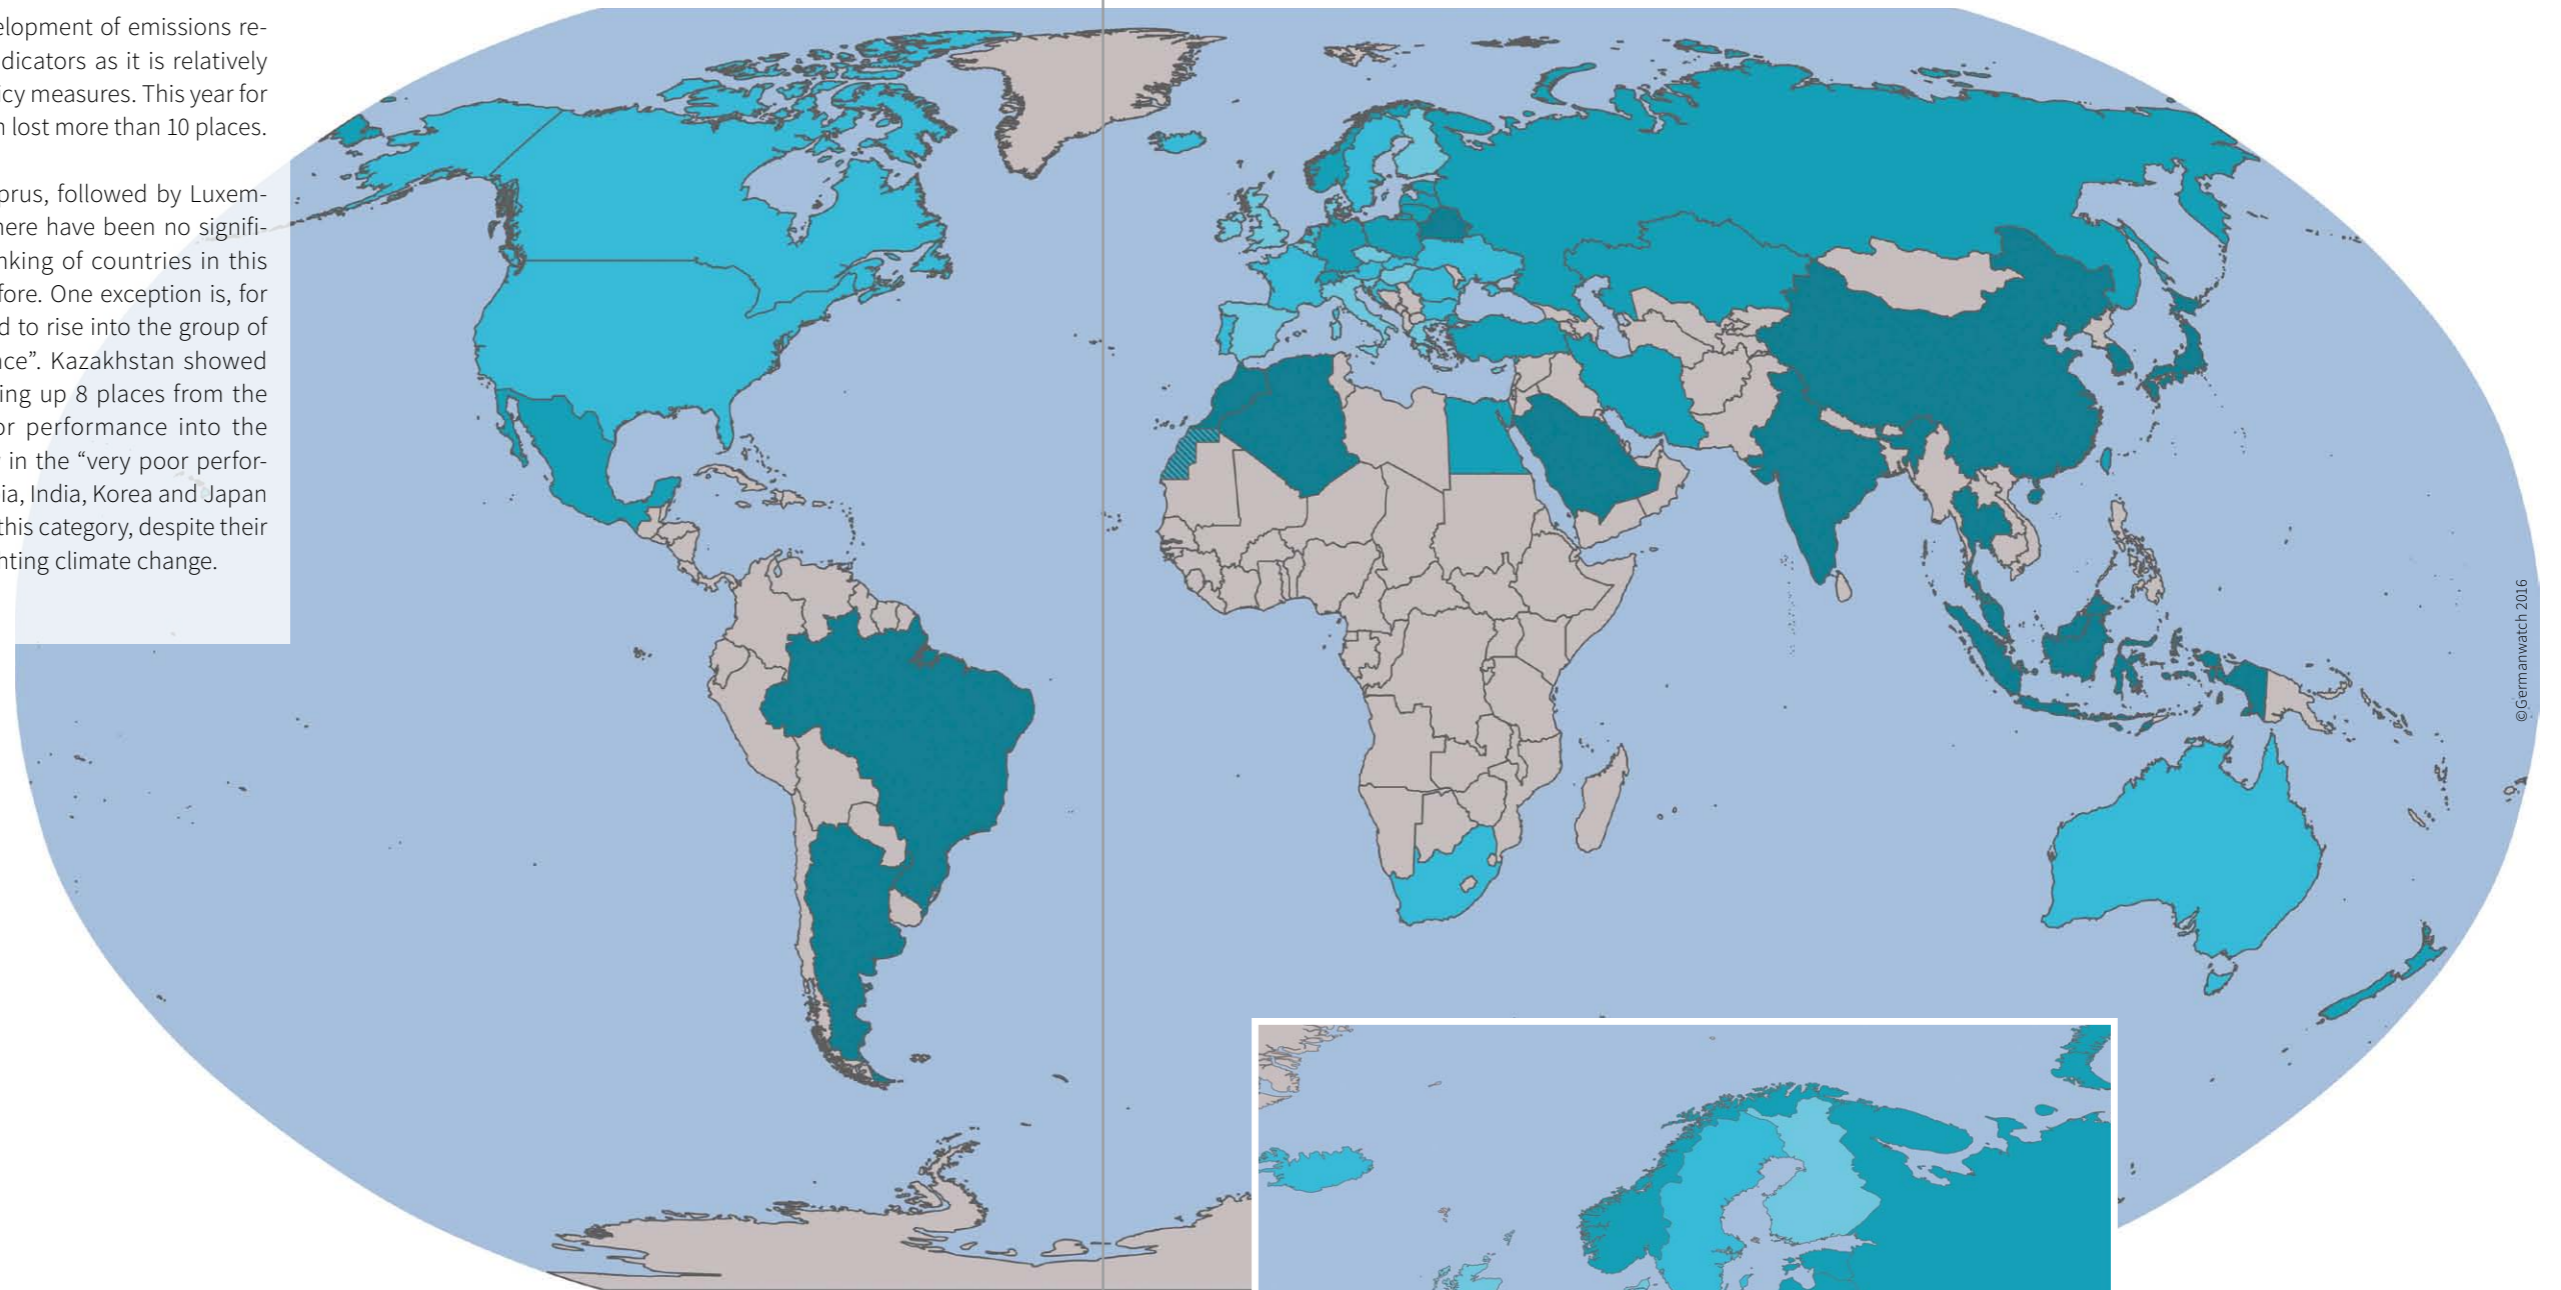 elopment of emissions re-
dicators as it is relatively
icy measures. This year for
n lost more than 10 places.
prus, followed by Luxem-
here have been no signifi-
nking of countries in this
fore. One exception is, for
d to rise into the group of
nce”. Kazakhstan showed
ing up 8 places from the
or performance into the
r in the “very poor perfor-
ia, India, Korea and Japan
this category, despite their
hting climate change.
©Germanwatch 2016